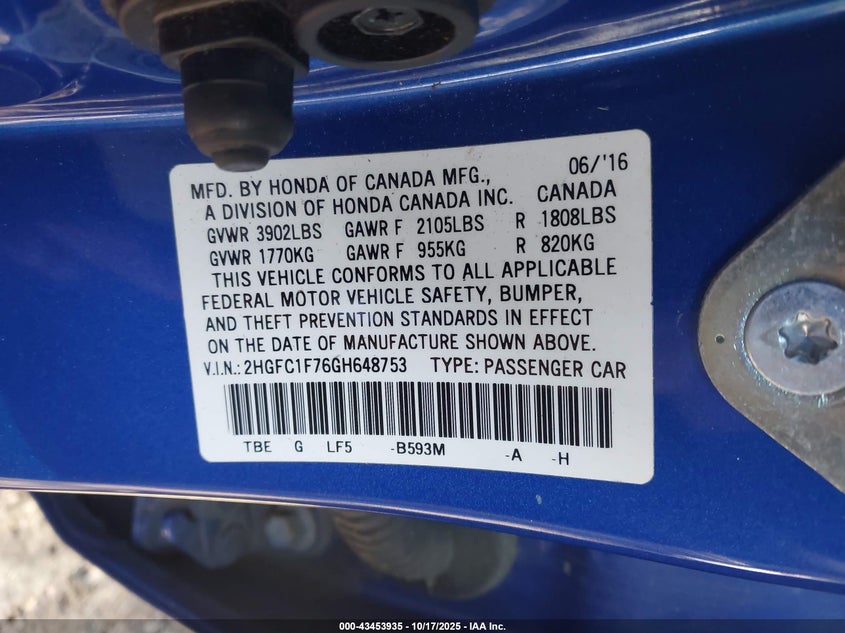 06/'16
MFD. BY HONDA OF CANADA MFG.,
A DIVISION OF HONDA CANADA INC. CANADA
GVWR 3902LBS GAWR F 2105LBS R 1808LBS
GVWR 1770KG GAWR F 955KG R 820KG
THIS VEHICLE CONFORMS TO ALL APPLICABLE
FEDERAL MOTOR VEHICLE SAFETY, BUMPER,
AND THEFT PREVENTION STANDARDS IN EFFECT
ON THE DATE OF MANUFACTURE SHOWN ABOVE.
V.I.N.:2HGFC1F76GH648753 TYPE: PASSENGER CAR
TBE G LF5 -B593M -A -H
000-43453935 - 10/17/2025 - IAA Inc.